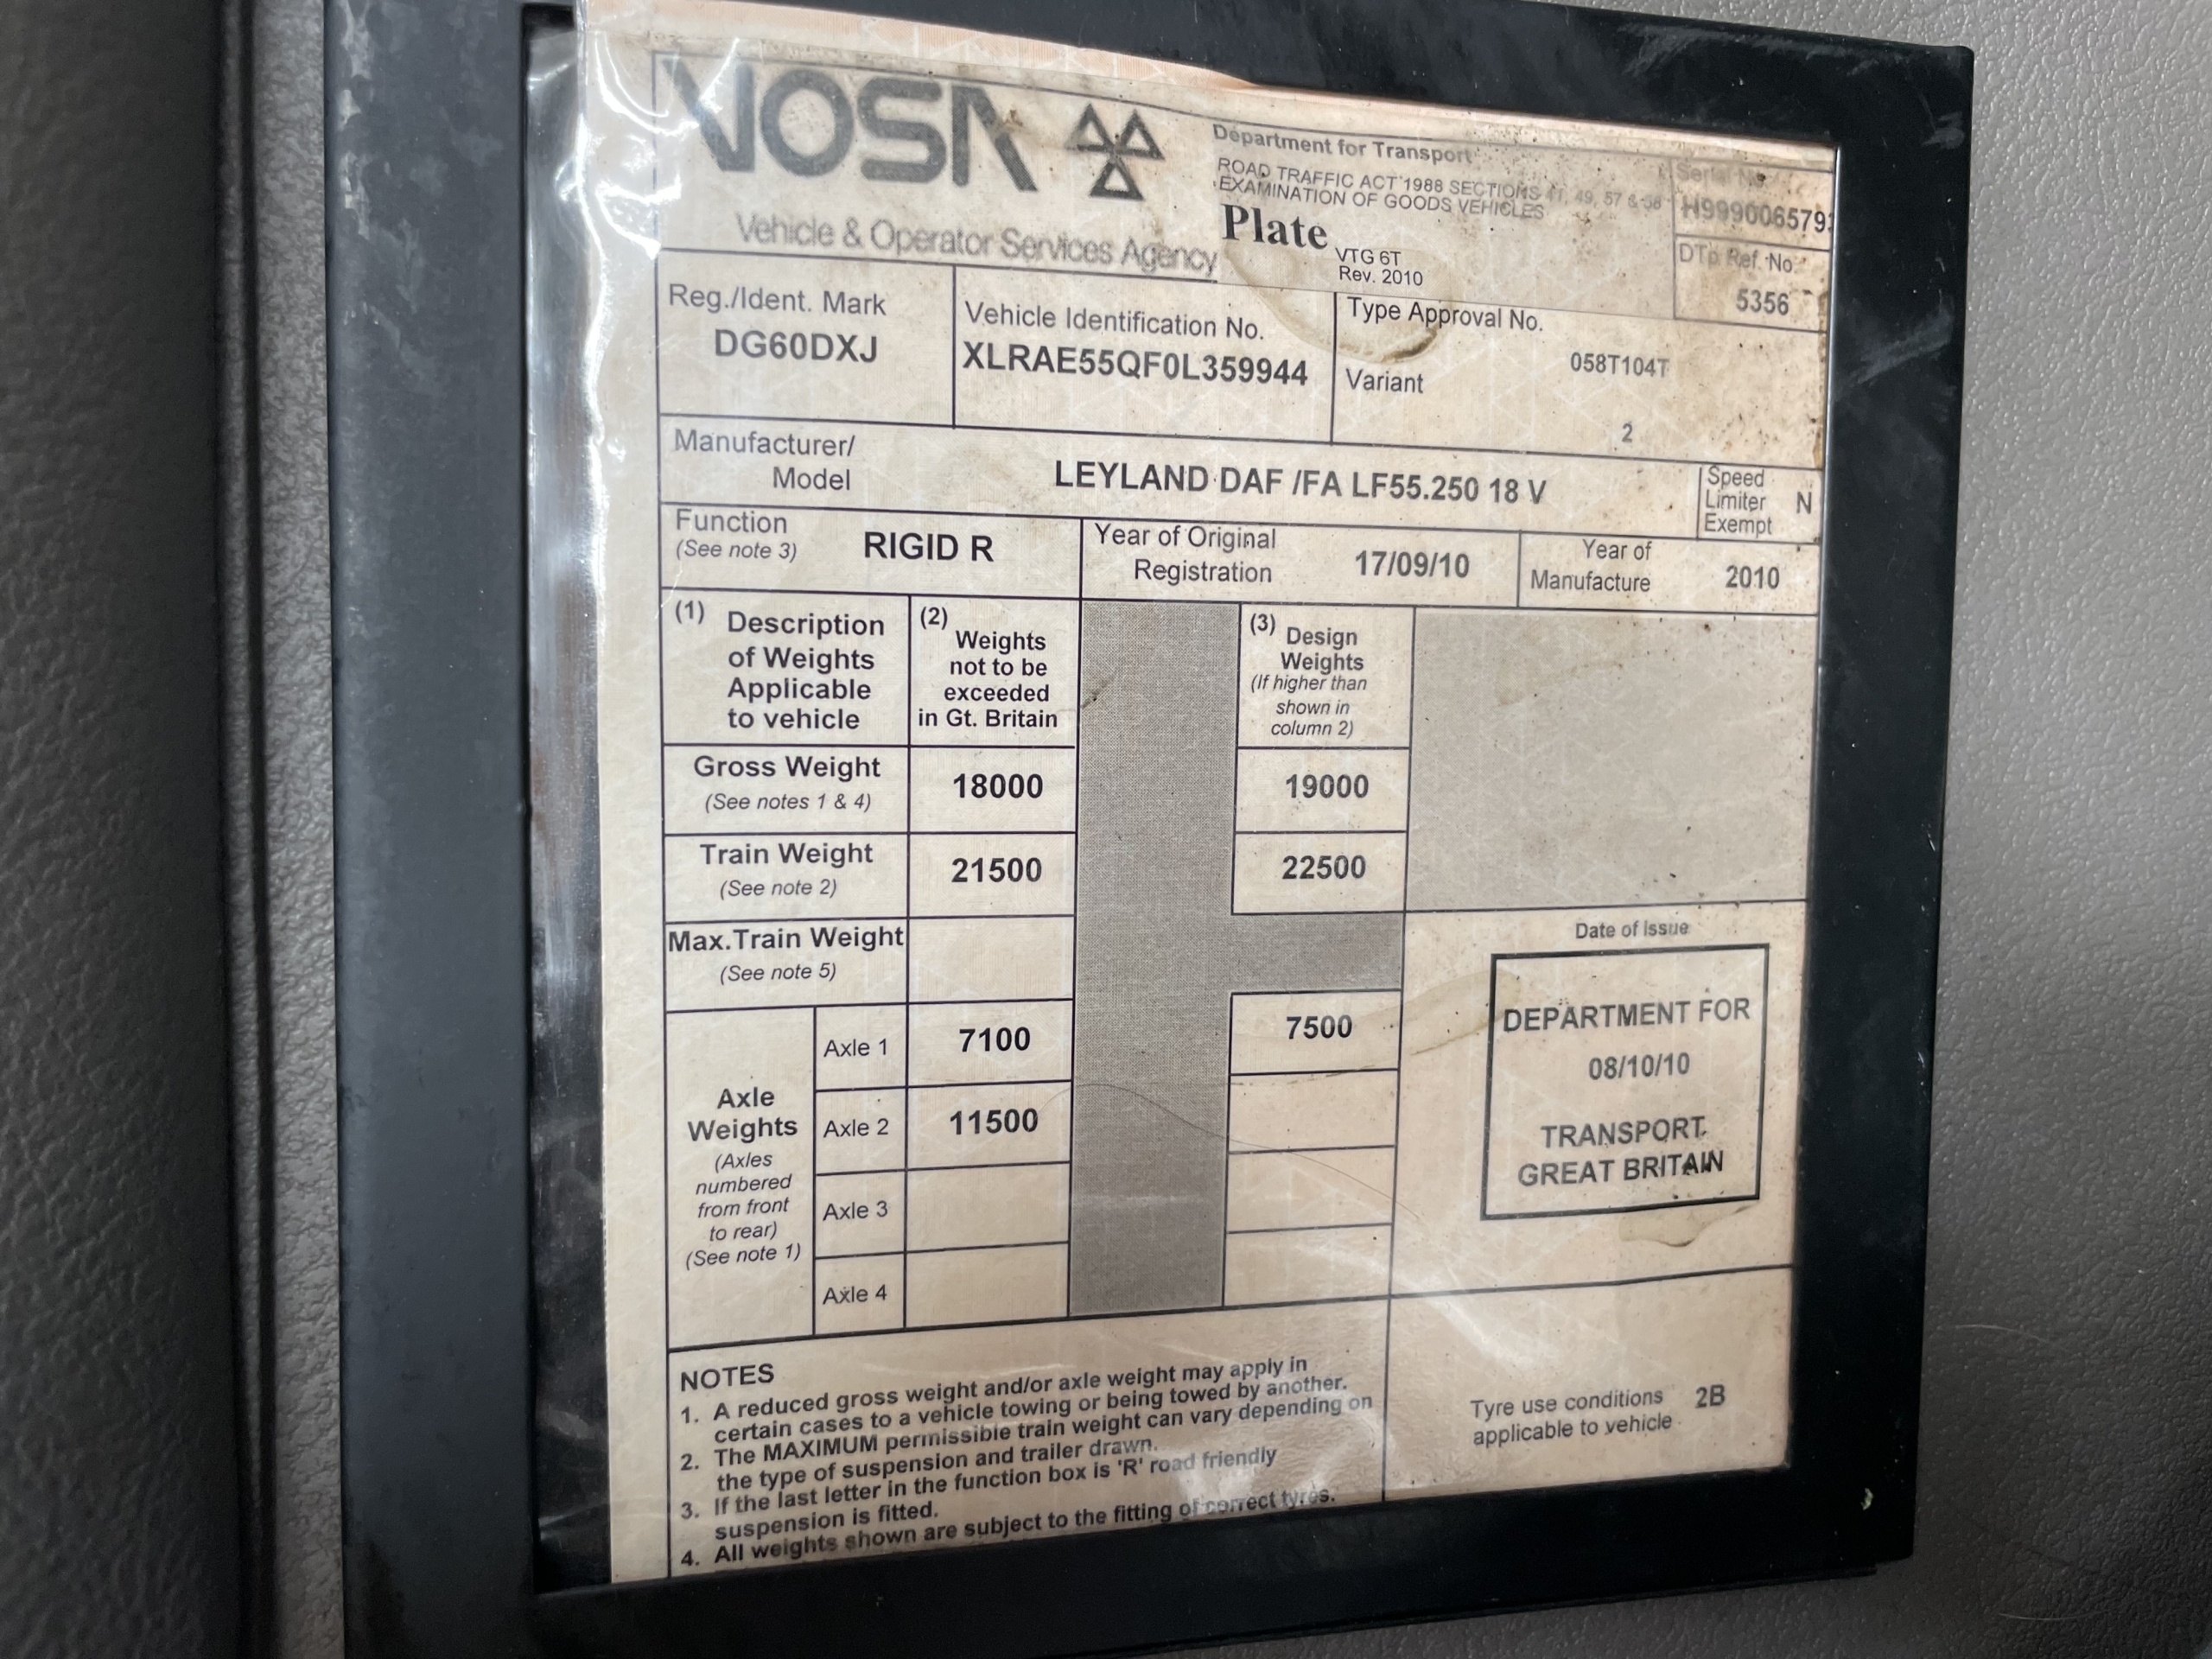 VOSA
Vehicle & Operator Services Agency
Department for Transport
ROAD TRAFFIC ACT 1988 SECTIONS 41, 49, 57 & 58
EXAMINATION OF GOODS VEHICLES
Plate
VTG 6T
Rev. 2010
Serial No.
DTp Ref. No.
5356
Reg./Ident. Mark
DG60DXJ
Vehicle Identification No.
XLRAE55QF0L359944
Type Approval No.
058T104T
Variant
2
Manufacturer/
Model
LEYLAND DAF /FA LF55.250 18 V
Speed
Limiter N
Exempt
Function
(See note 3)
RIGID R
Year of Original
Registration
17/09/10
Year of
Manufacture
2010
(1) Description
of Weights
Applicable
to vehicle
(2)
Weights
not to be
exceeded
in Gt. Britain
(3)
Design
Weights
(If higher than
shown in
column 2)
Gross Weight
(See notes 1 & 4)
18000
19000
Train Weight
(See note 2)
21500
22500
Max.Train Weight
(See note 5)
Axle
Weights
(Axles
numbered
from front
to rear)
(See note 1)
Axle 1
7100
7500
Axle 2
11500
Axle 3
Axle 4
Date of Issue
DEPARTMENT FOR
08/10/10
TRANSPORT
GREAT BRITAIN
NOTES
1. A reduced gross weight and/or axle weight may apply in
certain cases to a vehicle towing or being towed by another.
2. The MAXIMUM permissible train weight can vary depending on
the type of suspension and trailer drawn.
3. If the last letter in the function box is 'R' road friendly
suspension is fitted.
4. All weights shown are subject to the fitting of correct tyres.
Tyre use conditions 2B
applicable to vehicle